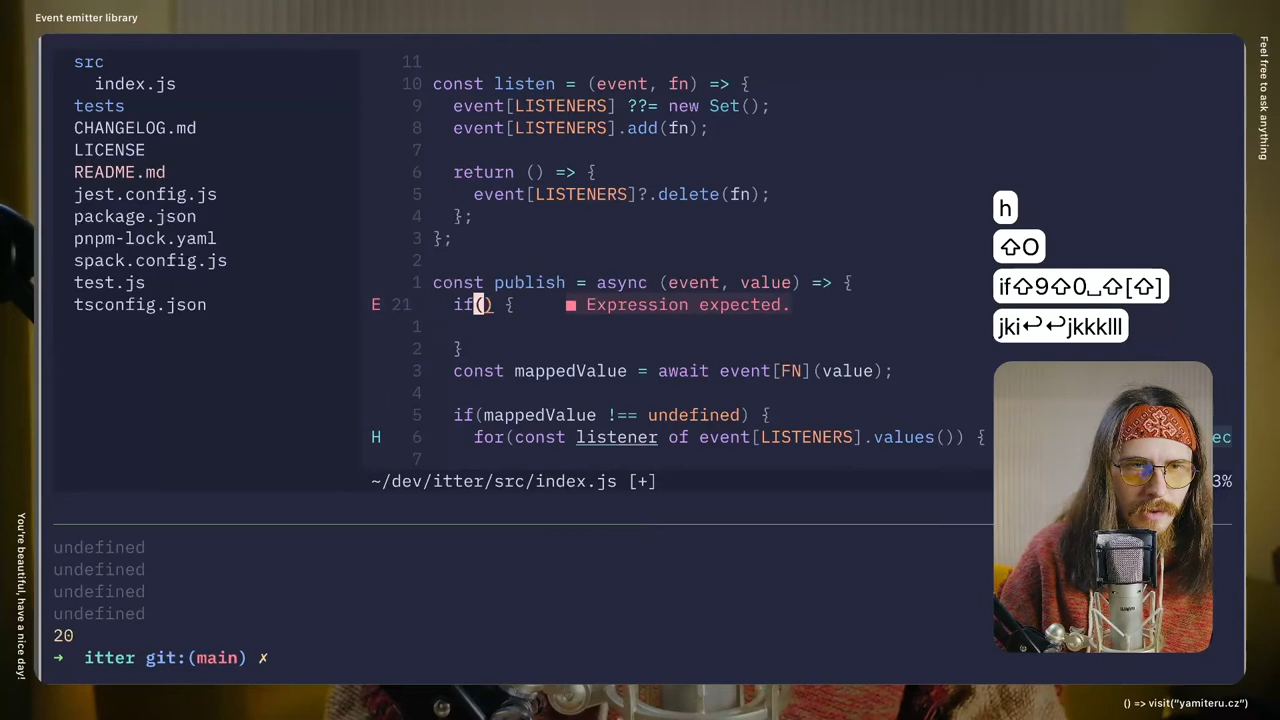 Event emitter library
src
index.js
tests
CHANGELOG.md
LICENSE
README.md
jest.config.js
package.json
pnpm-lock.yaml
spack.config.js
test.js
tsconfig.json
11
10 const listen = (event, fn) => {
9 event[LISTENERS] ??= new Set();
8 event[LISTENERS].add(fn);
7
6 return () => {
5 event[LISTENERS]?.delete(fn);
4 };
3 };
2
1 const publish = async (event, value) => {
E 21 if() { ■ Expression expected.
1
2 }
3 const mappedValue = await event[FN](value);
4
5 if(mappedValue !== undefined) {
H 6 for(const listener of event[LISTENERS].values()) { ec
7
~/dev/itter/src/index.js [+] 3%
undefined
undefined
undefined
undefined
20
➜ itter git:(main) ✗
h
⇧O
if⇧9⇧0⎵⇧[⇧]
jki↩↩jkkklll
Feel free to ask anything
You're beautiful, have a nice day!
() => visit("yamiteru.cz")